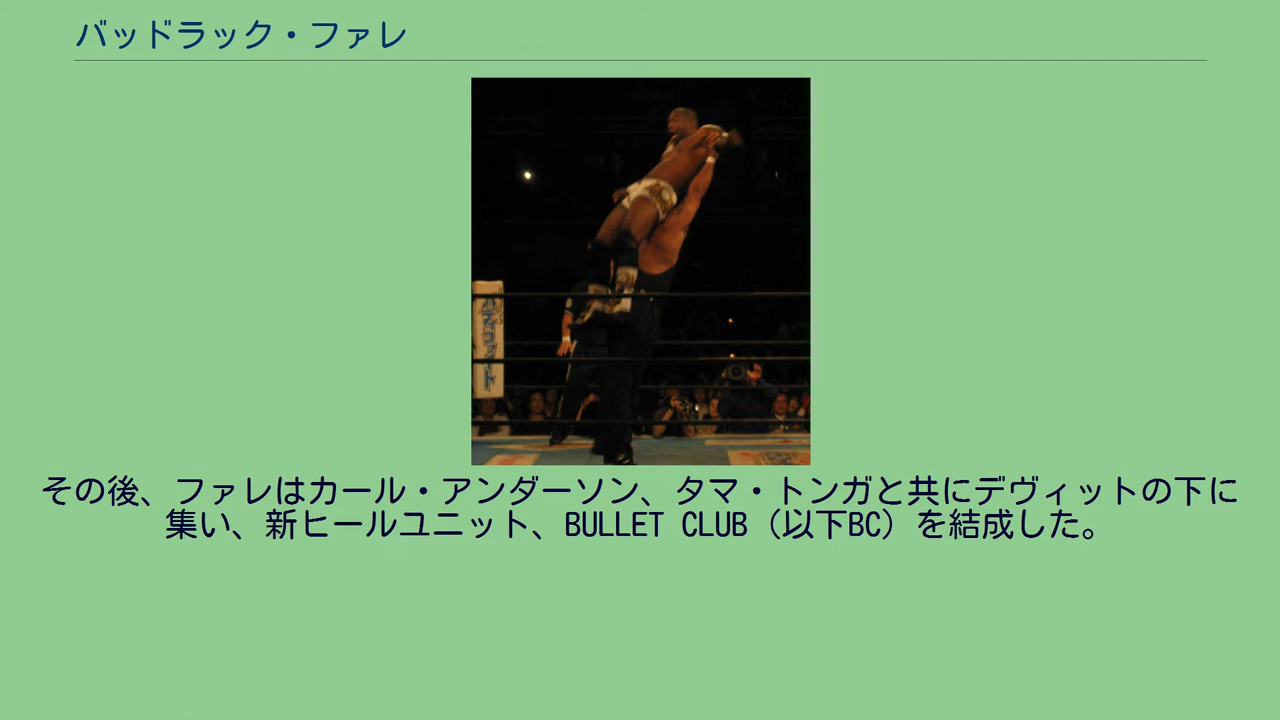 バッドラック・ファレ
その後、ファレはカール・アンダーソン、タマ・トンガと共にデヴィットの下に
集い、新ヒールユニット、BULLET CLUB（以下BC）を結成した。